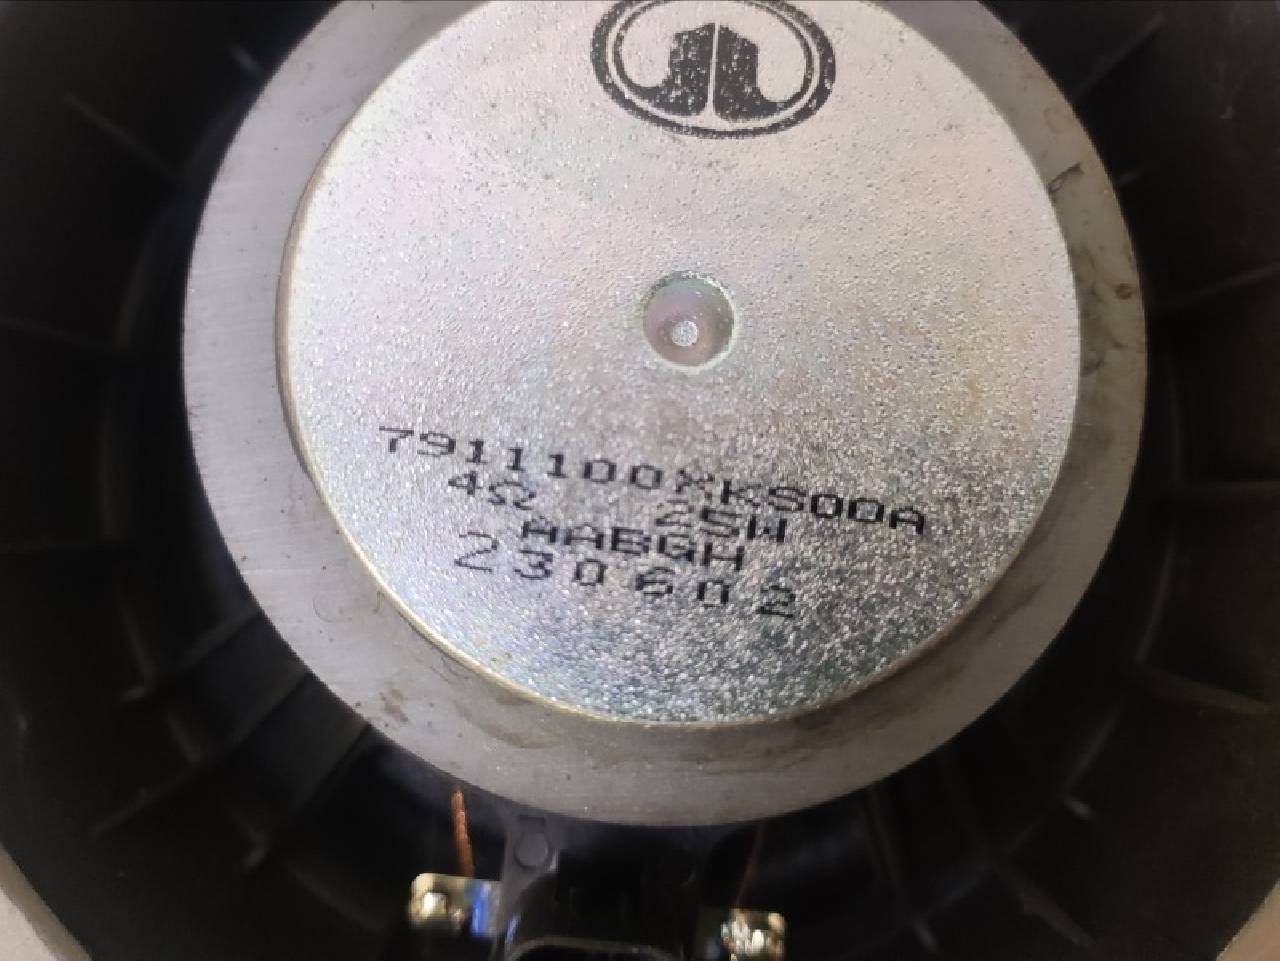 7911100XKS00A
4Ω 25W
AABGH
230602